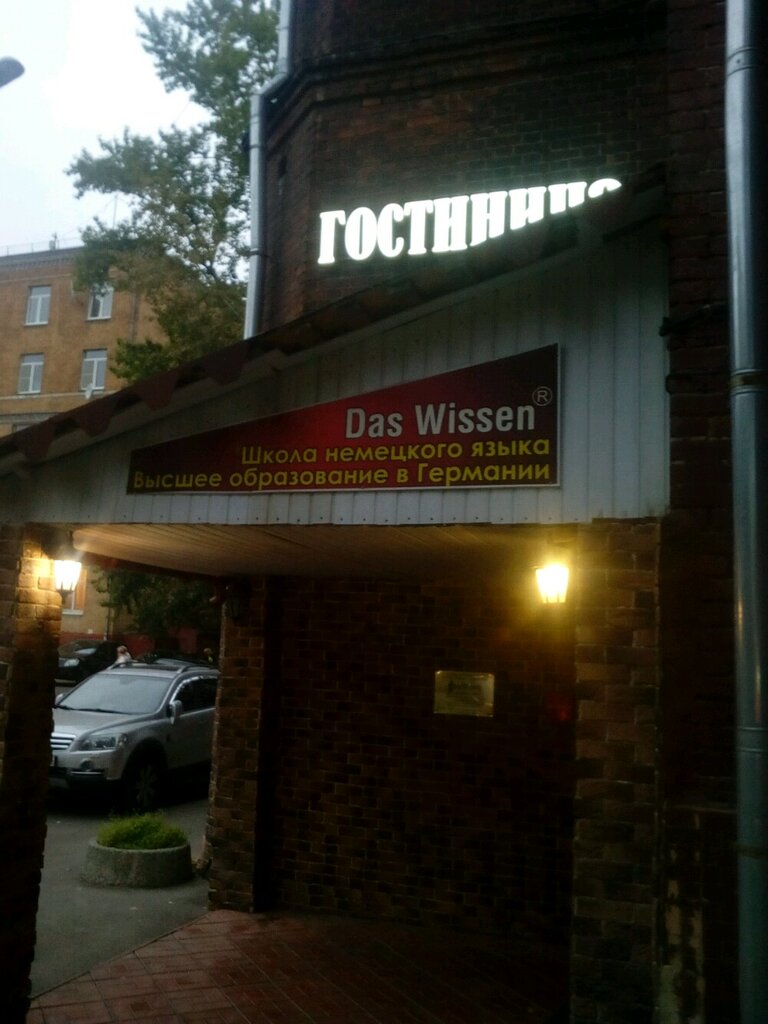 ГОСТИНИЦА
Das Wissen®
Школа немецкого языка
Высшее образование в Германии